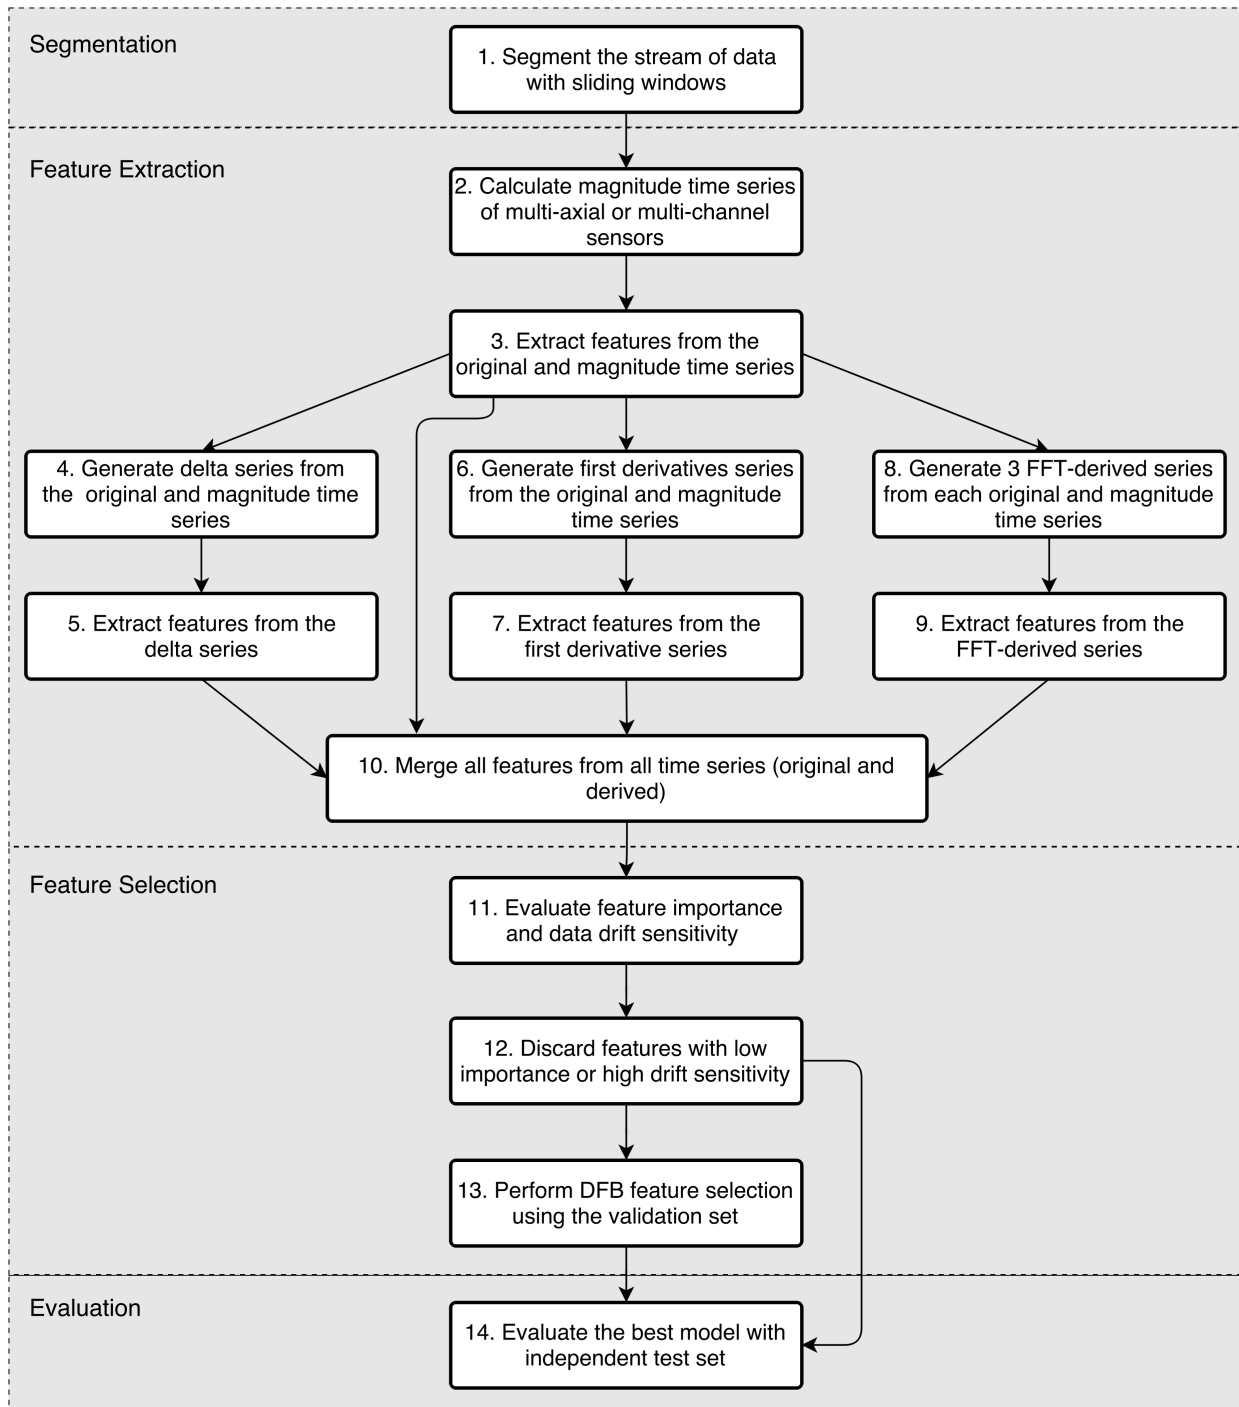 Segmentation
1. Segment the stream of data
with sliding windows
Feature Extraction
2. Calculate magnitude time series
of multi-axial or multi-channel
sensors
3. Extract features from the
original and magnitude time series
4. Generate delta series from
the original and magnitude time
series
6. Generate first derivatives series
from the original and magnitude
time series
8. Generate 3 FFT-derived series
from each original and magnitude
time series
5. Extract features from the
delta series
7. Extract features from the
first derivative series
9. Extract features from the
FFT-derived series
10. Merge all features from all time series (original and
derived)
Feature Selection
11. Evaluate feature importance
and data drift sensitivity
12. Discard features with low
importance or high drift sensitivity
13. Perform DFB feature selection
using the validation set
Evaluation
14. Evaluate the best model with
independent test set